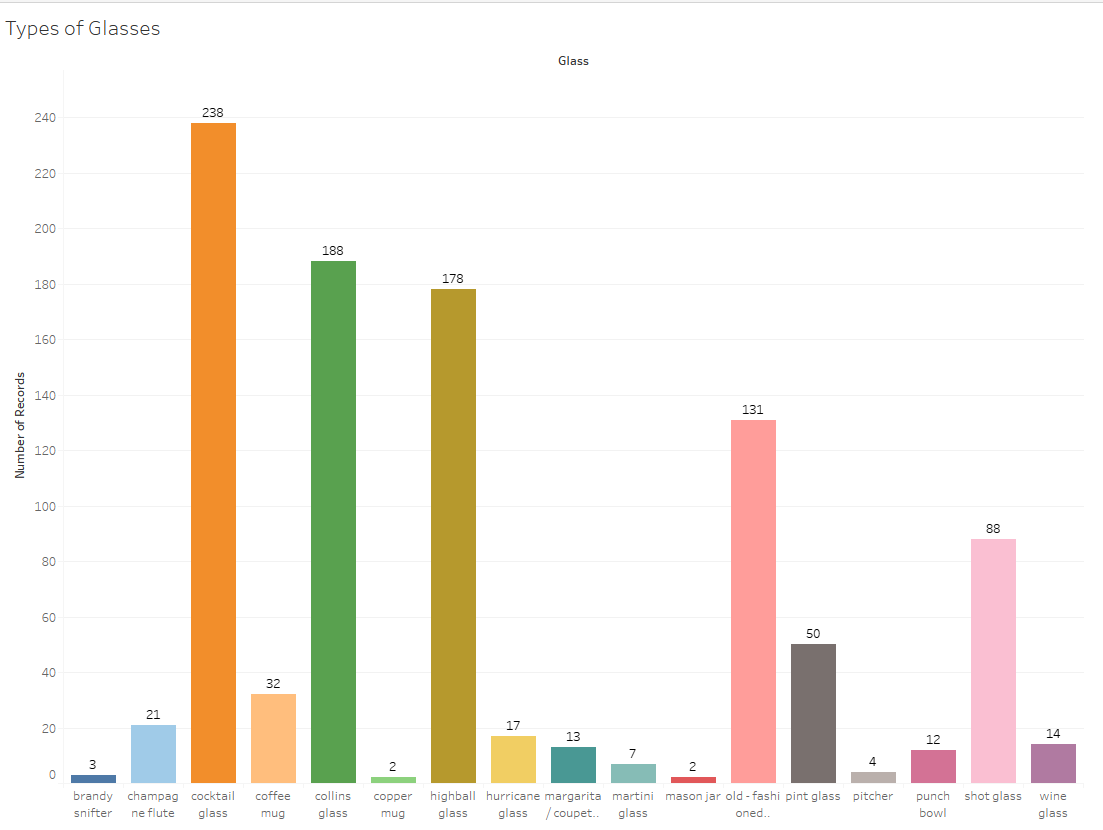 Types of Glasses
Glass
Number of Records
240
220
200
180
160
140
120
100
80
60
40
20
0
3
21
238
32
188
2
178
17
13
7
2
131
50
4
12
88
14
brandy
snifter
champag
ne flute
cocktail
glass
coffee
mug
collins
glass
copper
mug
highball
glass
hurricane
glass
margarita
/ coupet..
martini
glass
mason jar
old - fashi
oned..
pint glass
pitcher
punch
bowl
shot glass
wine
glass